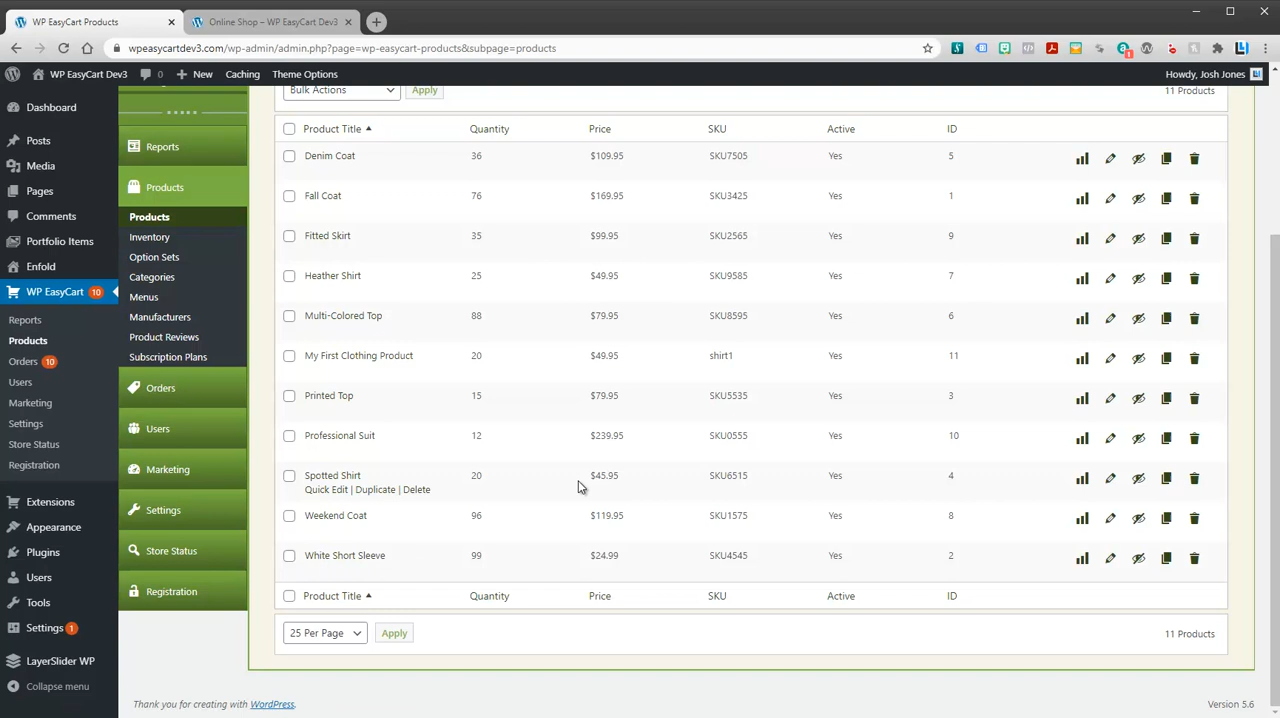 WP EasyCart Products
Online Shop – WP EasyCart Dev3
wpeasycartdev3.com/wp-admin/admin.php?page=wp-easycart-products&subpage=products
WP EasyCart Dev3
New
Caching
Theme Options
Howdy, Josh Jones
Dashboard
Posts
Media
Pages
Comments
Portfolio Items
Enfold
WP EasyCart 10
Reports
Products
Orders 10
Users
Marketing
Settings
Store Status
Registration
Extensions
Appearance
Plugins
Users
Tools
Settings 1
LayerSlider WP
Collapse menu
Reports
Products
Products
Inventory
Option Sets
Categories
Menus
Manufacturers
Product Reviews
Subscription Plans
Orders
Users
Marketing
Settings
Store Status
Registration
Bulk Actions Apply 11 Products
Product Title Quantity Price SKU Active ID
Denim Coat 36 $109.95 SKU7505 Yes 5
Fall Coat 76 $169.95 SKU3425 Yes 1
Fitted Skirt 35 $99.95 SKU2565 Yes 9
Heather Shirt 25 $49.95 SKU9585 Yes 7
Multi-Colored Top 88 $79.95 SKU8595 Yes 6
My First Clothing Product 20 $49.95 shirt1 Yes 11
Printed Top 15 $79.95 SKU5535 Yes 3
Professional Suit 12 $239.95 SKU0555 Yes 10
Spotted Shirt 20 $45.95 SKU6515 Yes 4
Quick Edit | Duplicate | Delete
Weekend Coat 96 $119.95 SKU1575 Yes 8
White Short Sleeve 99 $24.99 SKU4545 Yes 2
Product Title Quantity Price SKU Active ID
25 Per Page Apply 11 Products
Thank you for creating with WordPress.
Version 5.6